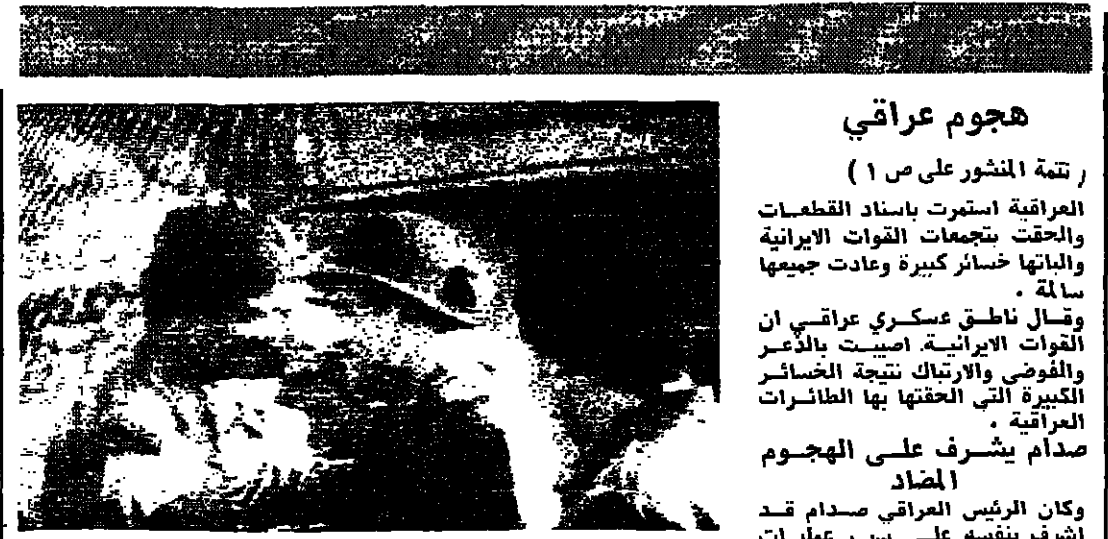 هجوم عراقي
( تتمة المنشور على ص ١ )
العراقية استمرت باسناد القطعات
والحقت بتجمعات القوات الايرانية
والياتها خسائر كبيرة وعادت جميعها
سالمة .
وقال ناطق عسكري عراقي ان
القوات الايرانية اصيبت بالذعر
والفوضى والارتباك نتيجة الخسائر
الكبيرة التي الحقتها بها الطائرات
العراقية .
صدام يشرف على الهجوم
المضاد
وكان الرئيس العراقي صدام قد
اشرف بنفسه على